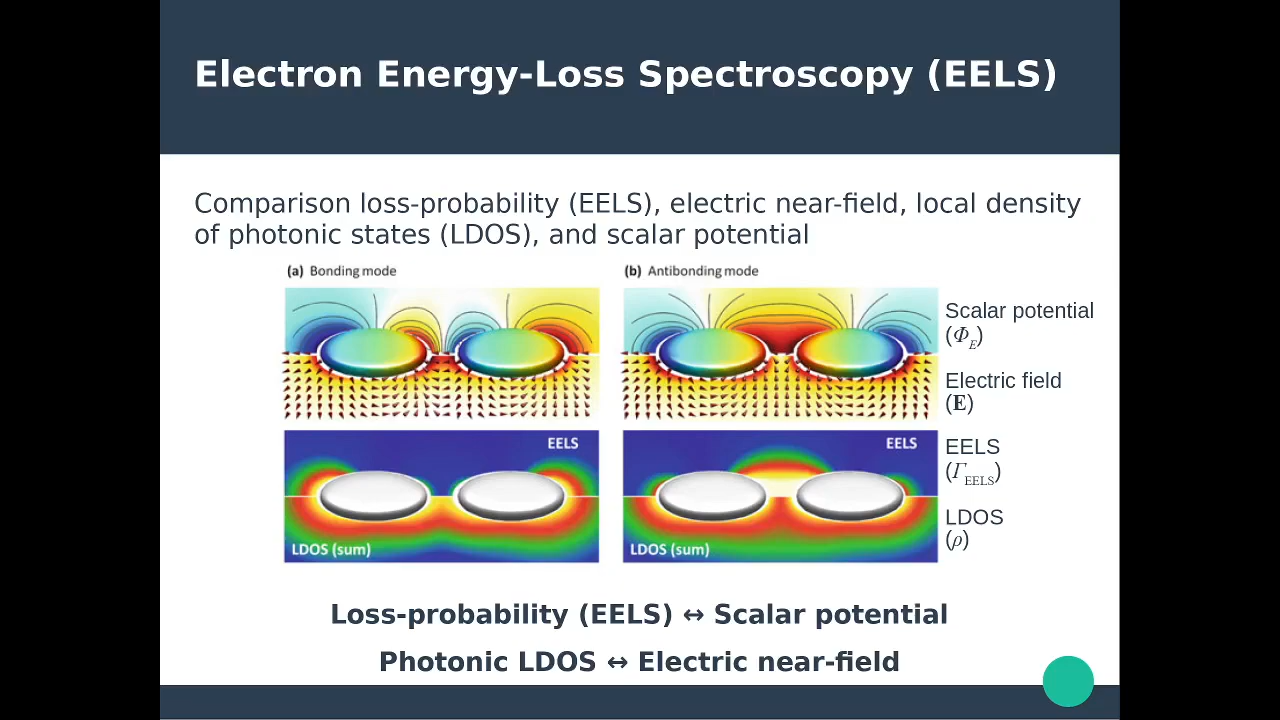 Electron Energy-Loss Spectroscopy (EELS)
Comparison loss-probability (EELS), electric near-field, local density
of photonic states (LDOS), and scalar potential
(a) Bonding mode
(b) Antibonding mode
Scalar potential
(Φ_E)
Electric field
(E)
EELS
EELS
EELS
(Γ_EELS)
LDOS
(ρ)
LDOS (sum)
LDOS (sum)
Loss-probability (EELS) ↔ Scalar potential
Photonic LDOS ↔ Electric near-field